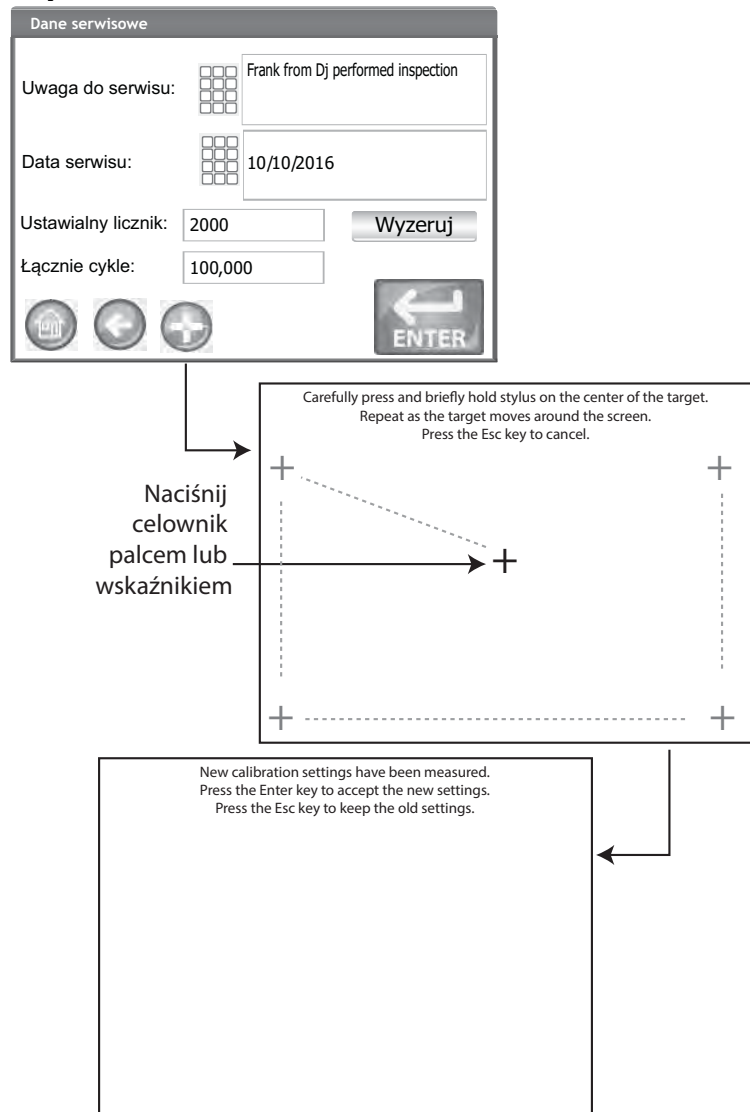 Dane serwisowe
Uwaga do serwisu:
Frank from Dj performed inspection
Data serwisu:
10/10/2016
Ustawialny licznik:
2000
Wyzeruj
Łącznie cykle:
100,000
ENTER
Carefully press and briefly hold stylus on the center of the target.
Repeat as the target moves around the screen.
Press the Esc key to cancel.
Naciśnij
celownik
palcem lub
wskaźnikiem
New calibration settings have been measured.
Press the Enter key to accept the new settings.
Press the Esc key to keep the old settings.